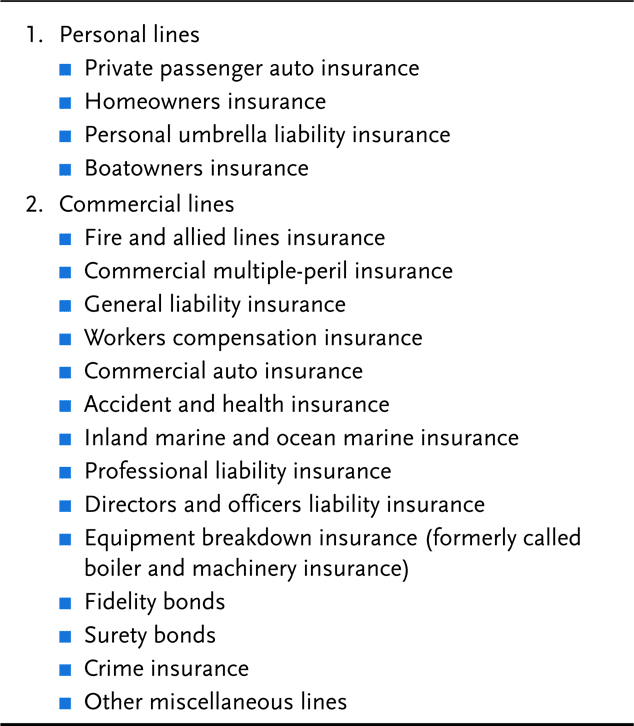 1. Personal lines
■ Private passenger auto insurance
■ Homeowners insurance
■ Personal umbrella liability insurance
■ Boatowners insurance
2. Commercial lines
■ Fire and allied lines insurance
■ Commercial multiple-peril insurance
■ General liability insurance
■ Workers compensation insurance
■ Commercial auto insurance
■ Accident and health insurance
■ Inland marine and ocean marine insurance
■ Professional liability insurance
■ Directors and officers liability insurance
■ Equipment breakdown insurance (formerly called
boiler and machinery insurance)
■ Fidelity bonds
■ Surety bonds
■ Crime insurance
■ Other miscellaneous lines